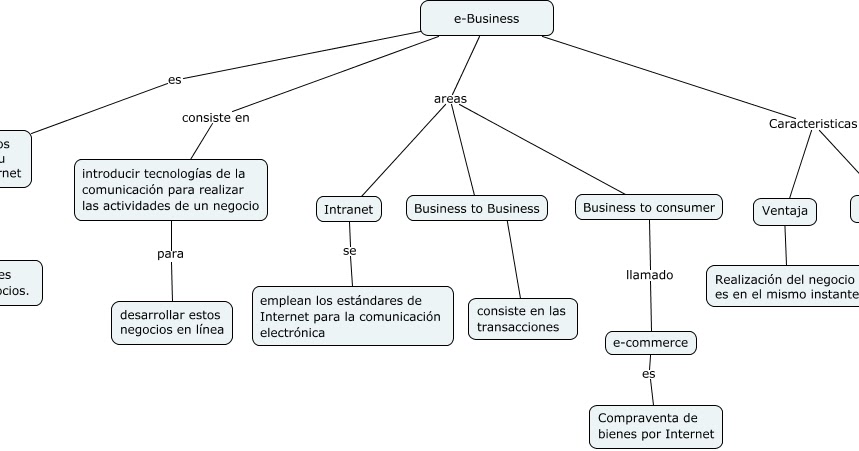 e-Business
es
consiste en
areas
Caracteristicas
rnet
introducir tecnologías de la
comunicación para realizar
las actividades de un negocio
Intranet
Business to Business
Business to consumer
Ventaja
para
se
llamado
desarrollar estos
negocios en línea
emplean los estándares de
Internet para la comunicación
electrónica
consiste en las
transacciones
e-commerce
Realización del negocio
es en el mismo instante
es
Compraventa de
bienes por Internet
ocios.